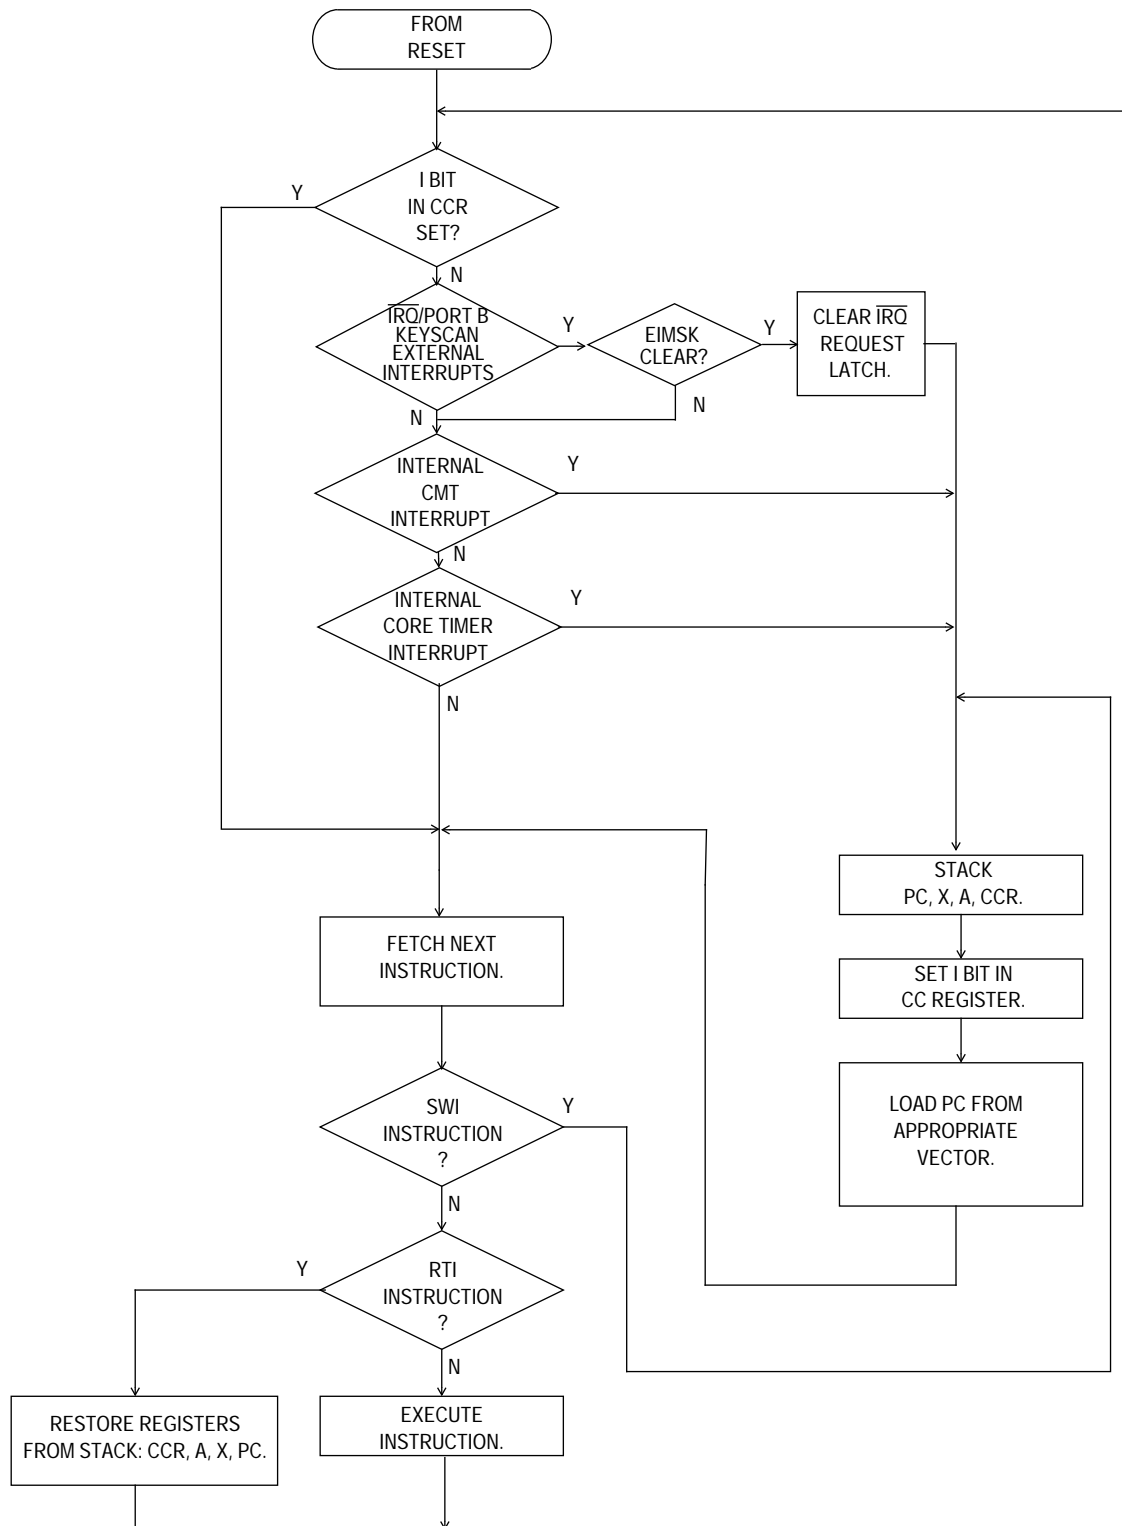 FROM
RESET
I BIT
IN CCR
SET?
Y
N
IRQ/PORT B
KEYSCAN
EXTERNAL
INTERRUPTS
Y
N
EIMSK
CLEAR?
Y
N
CLEAR IRQ
REQUEST
LATCH.
INTERNAL
CMT
INTERRUPT
Y
N
INTERNAL
CORE TIMER
INTERRUPT
Y
N
STACK
PC, X, A, CCR.
SET I BIT IN
CC REGISTER.
LOAD PC FROM
APPROPRIATE
VECTOR.
FETCH NEXT
INSTRUCTION.
SWI
INSTRUCTION
?
Y
N
RTI
INSTRUCTION
?
Y
N
RESTORE REGISTERS
FROM STACK: CCR, A, X, PC.
EXECUTE
INSTRUCTION.